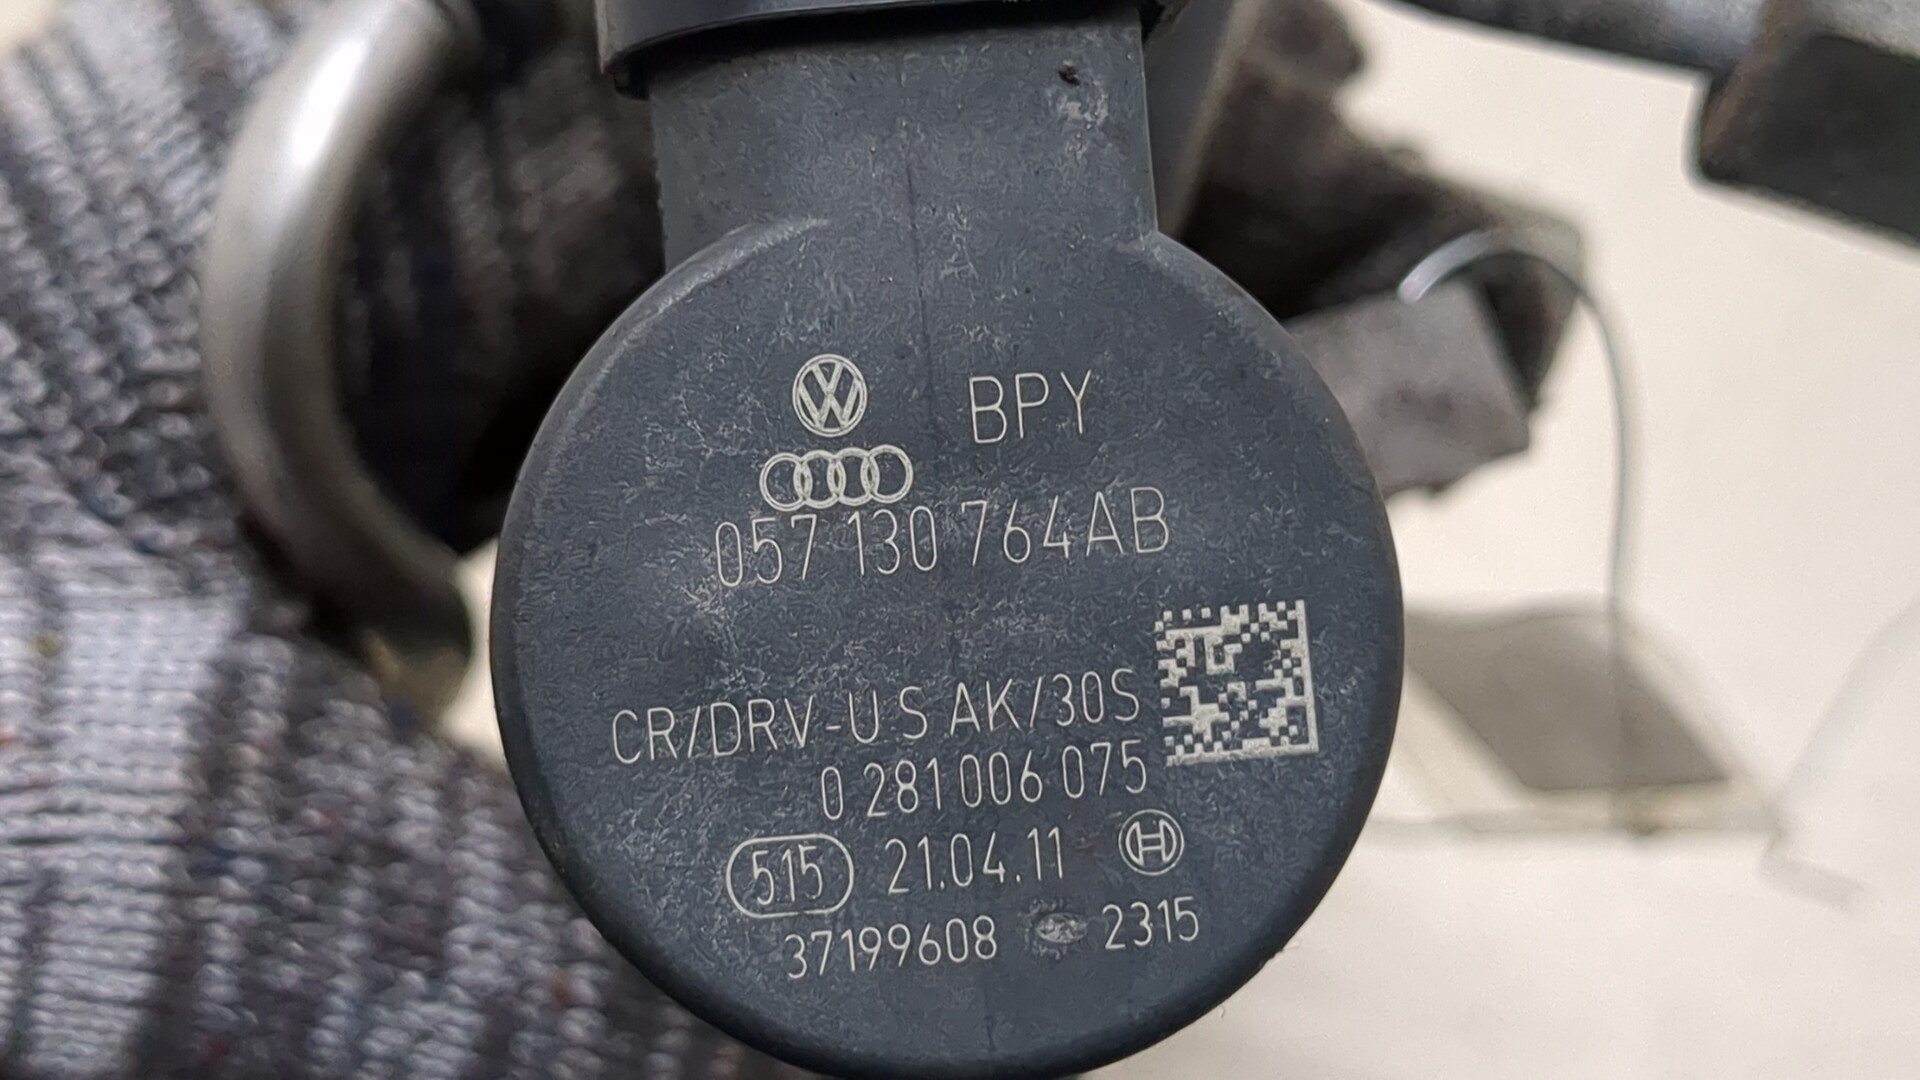 BPY
057 130 764AB
CR/DRV-U S AK/30S
0 281 006 075
515 21.04.11
37199608 2315